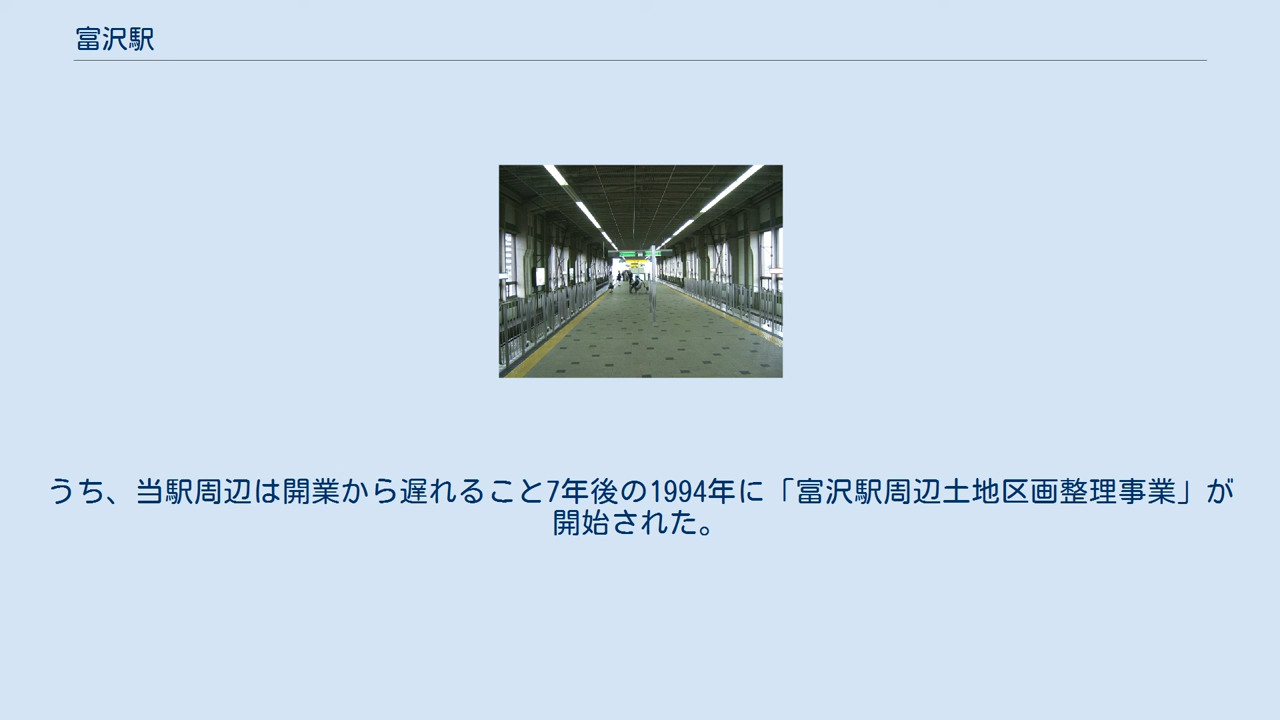 富沢駅
うち、当駅周辺は開業から遅れること7年後の1994年に「富沢駅周辺土地区画整理事業」が
開始された。